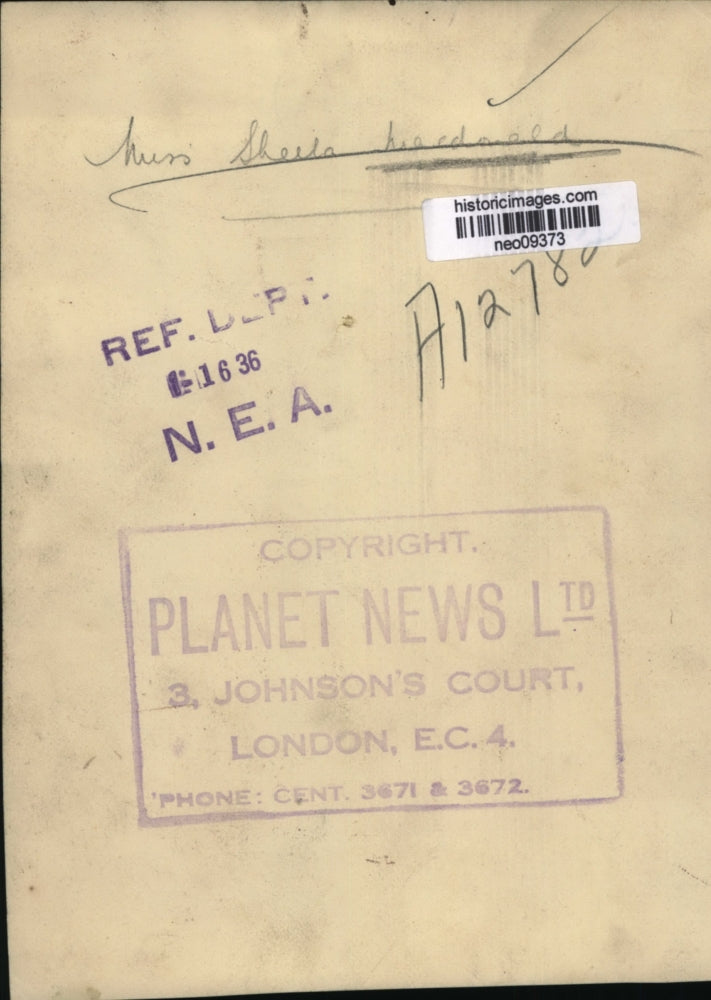 Miss Sheila Macdonald
historicimages.com
neo09373
A1278
REF. DEPT.
1 6 36
N. E. A.
COPYRIGHT.
PLANET NEWS LTD
3, JOHNSON'S COURT,
LONDON, E.C. 4.
'PHONE: CENT. 3671 & 3672.